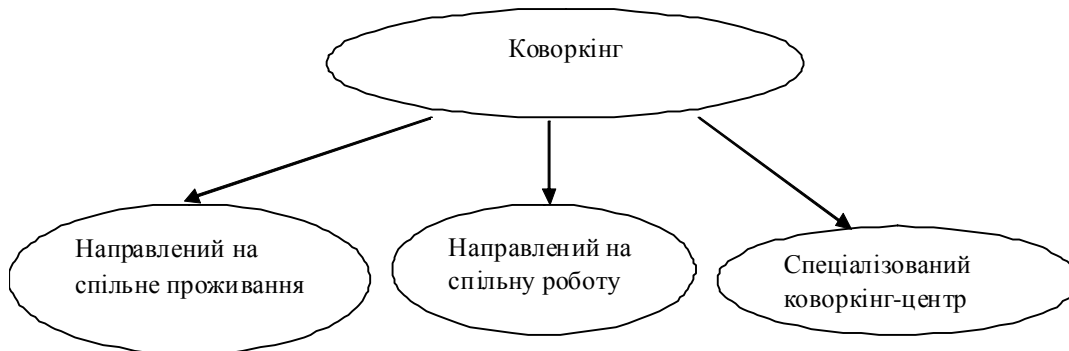 Коворкінг
Направлений на
спільне проживання
Направлений на
спільну роботу
Спеціалізований
коворкінг-центр